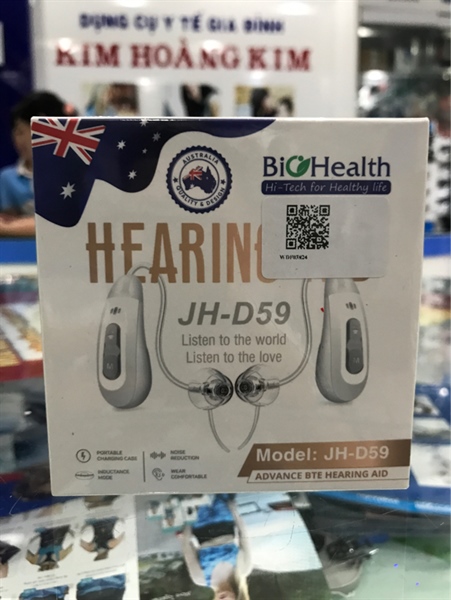 DỤNG CỤ Y TẾ GIA ĐÌNH
KIM HOÀNG KIM
AUSTRALIA
QUALITY & DESIGN
BiOHealth
Hi-Tech for Healthy life
HEARING
JH-D59
Listen to the world
Listen to the love
PORTABLE
CHARGING CASE
NOISE
REDUCTION
INDUCTANCE
MODE
WEAR
COMFORTABLE
Model: JH-D59
ADVANCE BTE HEARING AID